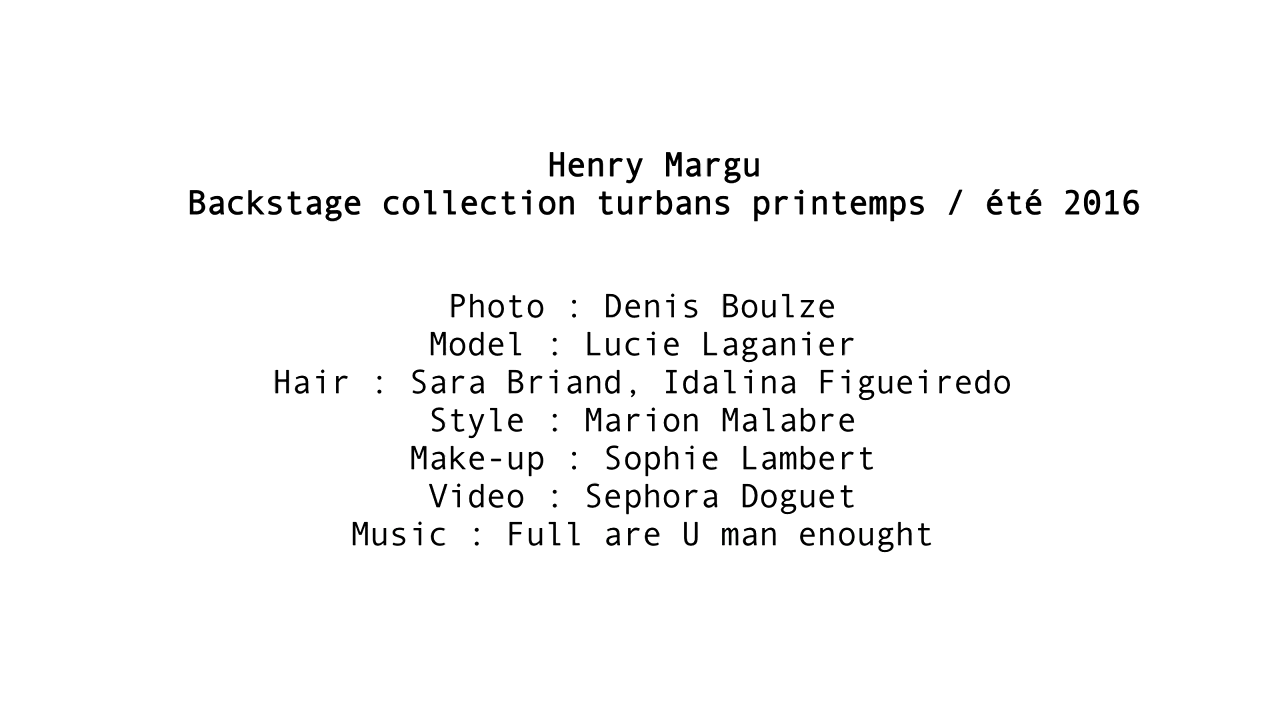 Henry Margu
Backstage collection turbans printemps / été 2016
Photo : Denis Boulze
Model : Lucie Laganier
Hair : Sara Briand, Idalina Figueiredo
Style : Marion Malabre
Make-up : Sophie Lambert
Video : Sephora Doguet
Music : Full are U man enought